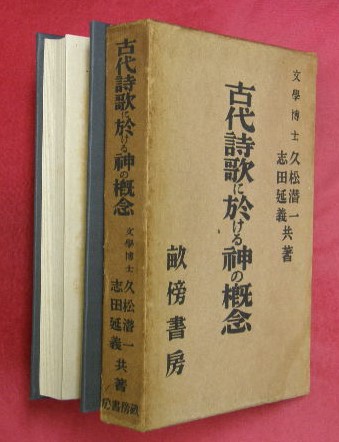 文學博士 久松潜一
志田延義 共著
古代詩歌に於ける神の概念
畝傍書房
古代詩歌に於ける神の概念
文學博士 久松潜一
志田延義 共著
畝傍書房